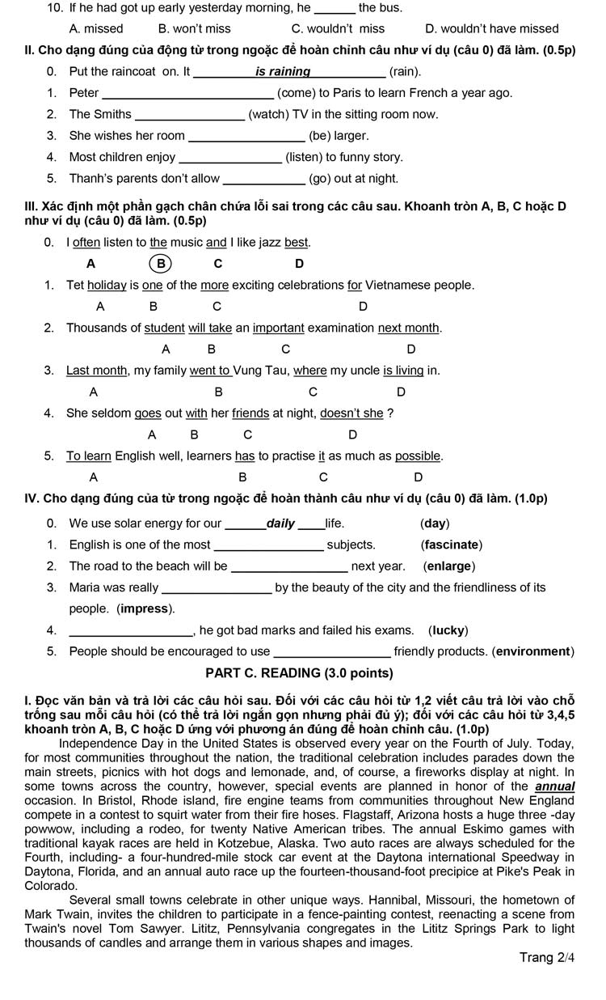 10. If he had got up early yesterday morning, he ______ the bus.
A. missed B. won't miss C. wouldn't miss D. wouldn't have missed
II. Cho dạng đúng của động từ trong ngoặc để hoàn chỉnh câu như ví dụ (câu 0) đã làm. (0.5p)
0. Put the raincoat on. It __________is raining____________(rain).
1. Peter __________________________ (come) to Paris to learn French a year ago.
2. The Smiths _________________ (watch) TV in the sitting room now.
3. She wishes her room __________________ (be) larger.
4. Most children enjoy ________________ (listen) to funny story.
5. Thanh's parents don't allow _____________ (go) out at night.
III. Xác định một phần gạch chân chứa lỗi sai trong các câu sau. Khoanh tròn A, B, C hoặc D
như ví dụ (câu 0) đã làm. (0.5p)
0. I often listen to the music and I like jazz best.
A B C D
1. Tet holiday is one of the more exciting celebrations for Vietnamese people.
A B C D
2. Thousands of student will take an important examination next month.
A B C D
3. Last month, my family went to Vung Tau, where my uncle is living in.
A B C D
4. She seldom goes out with her friends at night, doesn't she ?
A B C D
5. To learn English well, learners has to practise it as much as possible.
A B C D
IV. Cho dạng đúng của từ trong ngoặc để hoàn thành câu như ví dụ (câu 0) đã làm. (1.0p)
0. We use solar energy for our ______daily ____life. (day)
1. English is one of the most _________________ subjects. (fascinate)
2. The road to the beach will be __________________ next year. (enlarge)
3. Maria was really _________________ by the beauty of the city and the friendliness of its
people. (impress).
4. ___________________, he got bad marks and failed his exams. (lucky)
5. People should be encouraged to use __________________ friendly products. (environment)
PART C. READING (3.0 points)
I. Đọc văn bản và trả lời các câu hỏi sau. Đối với các câu hỏi từ 1,2 viết câu trả lời vào chỗ
trống sau mỗi câu hỏi (có thể trả lời ngắn gọn nhưng phải đủ ý); đối với các câu hỏi từ 3,4,5
khoanh tròn A, B, C hoặc D ứng với phương án đúng để hoàn chỉnh câu. (1.0p)
Independence Day in the United States is observed every year on the Fourth of July. Today,
for most communities throughout the nation, the traditional celebration includes parades down the
main streets, picnics with hot dogs and lemonade, and, of course, a fireworks display at night. In
some towns across the country, however, special events are planned in honor of the annual
occasion. In Bristol, Rhode island, fire engine teams from communities throughout New England
compete in a contest to squirt water from their fire hoses. Flagstaff, Arizona hosts a huge three -day
powwow, including a rodeo, for twenty Native American tribes. The annual Eskimo games with
traditional kayak races are held in Kotzebue, Alaska. Two auto races are always scheduled for the
Fourth, including- a four-hundred-mile stock car event at the Daytona international Speedway in
Daytona, Florida, and an annual auto race up the fourteen-thousand-foot precipice at Pike's Peak in
Colorado.
Several small towns celebrate in other unique ways. Hannibal, Missouri, the hometown of
Mark Twain, invites the children to participate in a fence-painting contest, reenacting a scene from
Twain's novel Tom Sawyer. Lititz, Pennsylvania congregates in the Lititz Springs Park to light
thousands of candles and arrange them in various shapes and images.
Trang 2/4